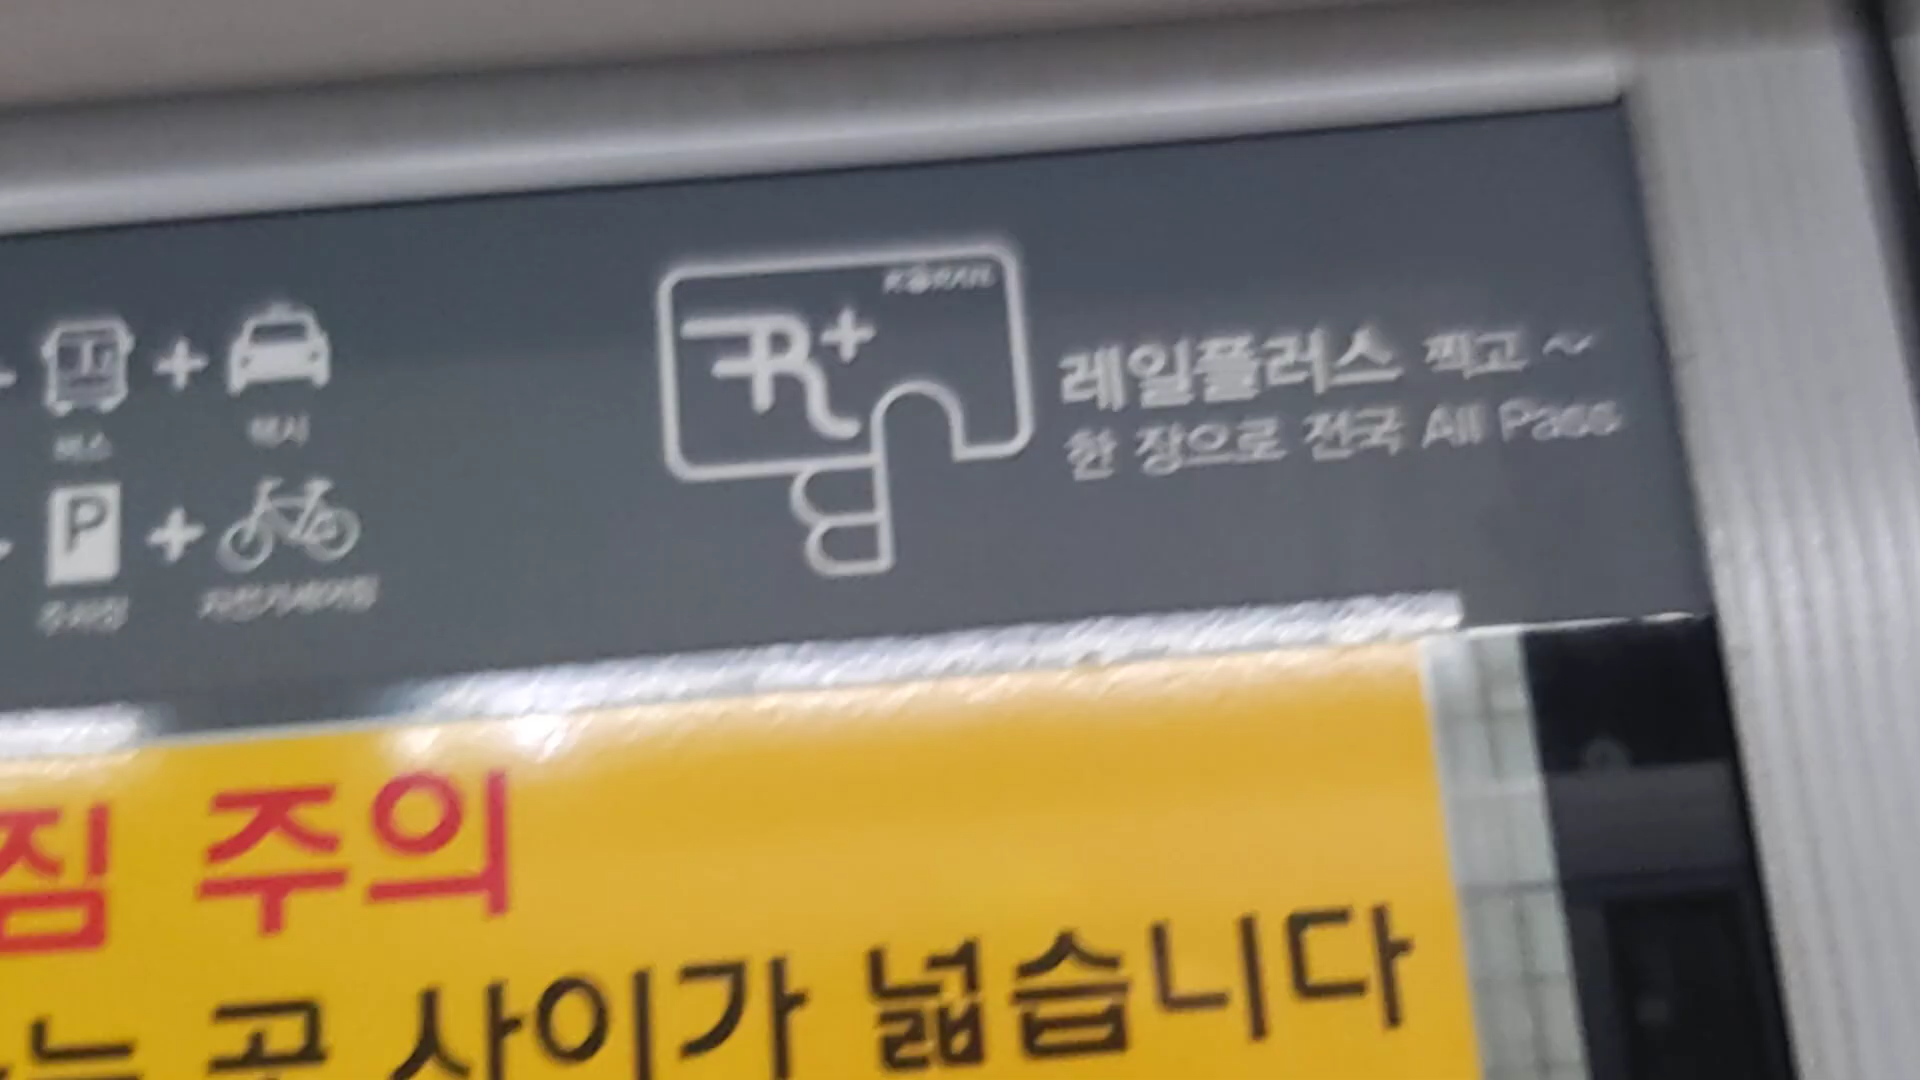 KORAIL
R+
레일플러스 찍고 ~
한 장으로 전국 All Pass
+
버스
택시
P +
주차장
자전거셰어링
짐 주의
는 곳 사이가 넓습니다